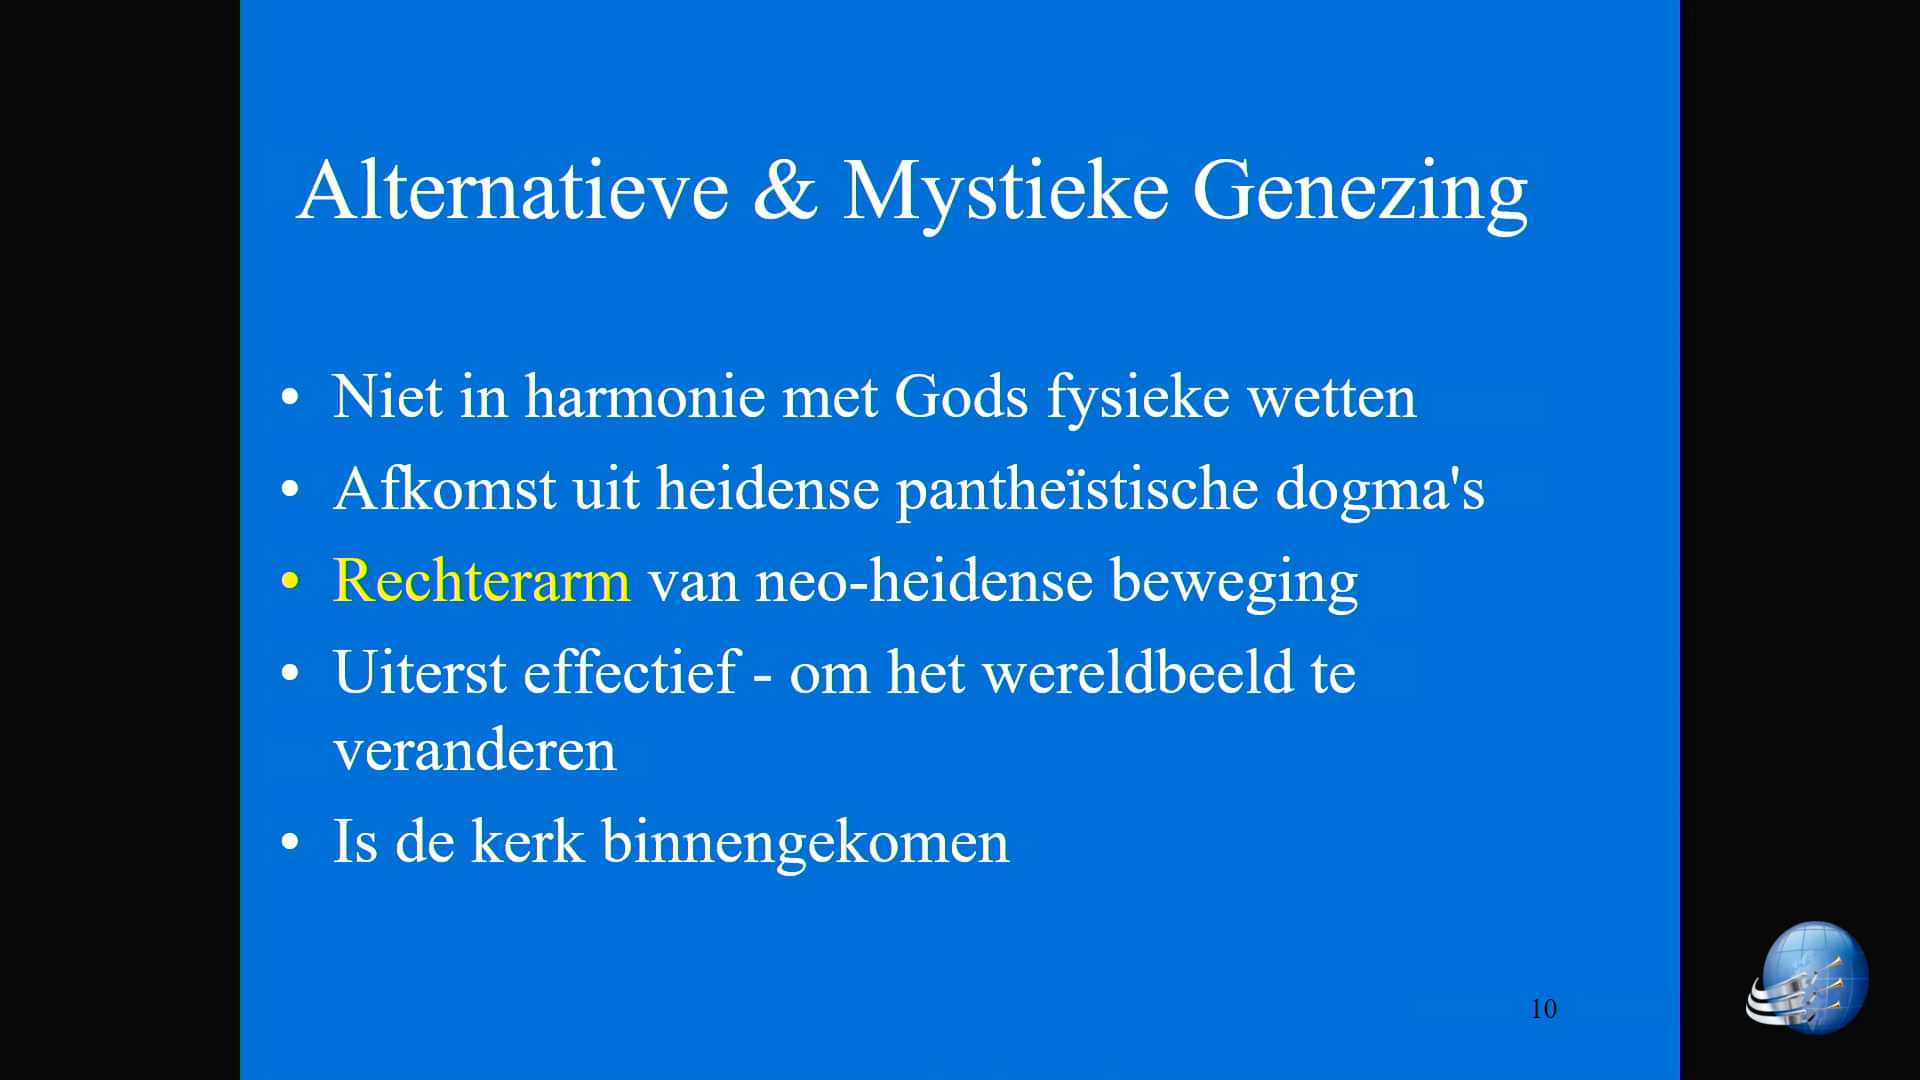 Alternatieve & Mystieke Genezing
• Niet in harmonie met Gods fysieke wetten
• Afkomst uit heidense pantheïstische dogma's
• Rechterarm van neo-heidense beweging
• Uiterst effectief - om het wereldbeeld te
veranderen
• Is de kerk binnengekomen
10